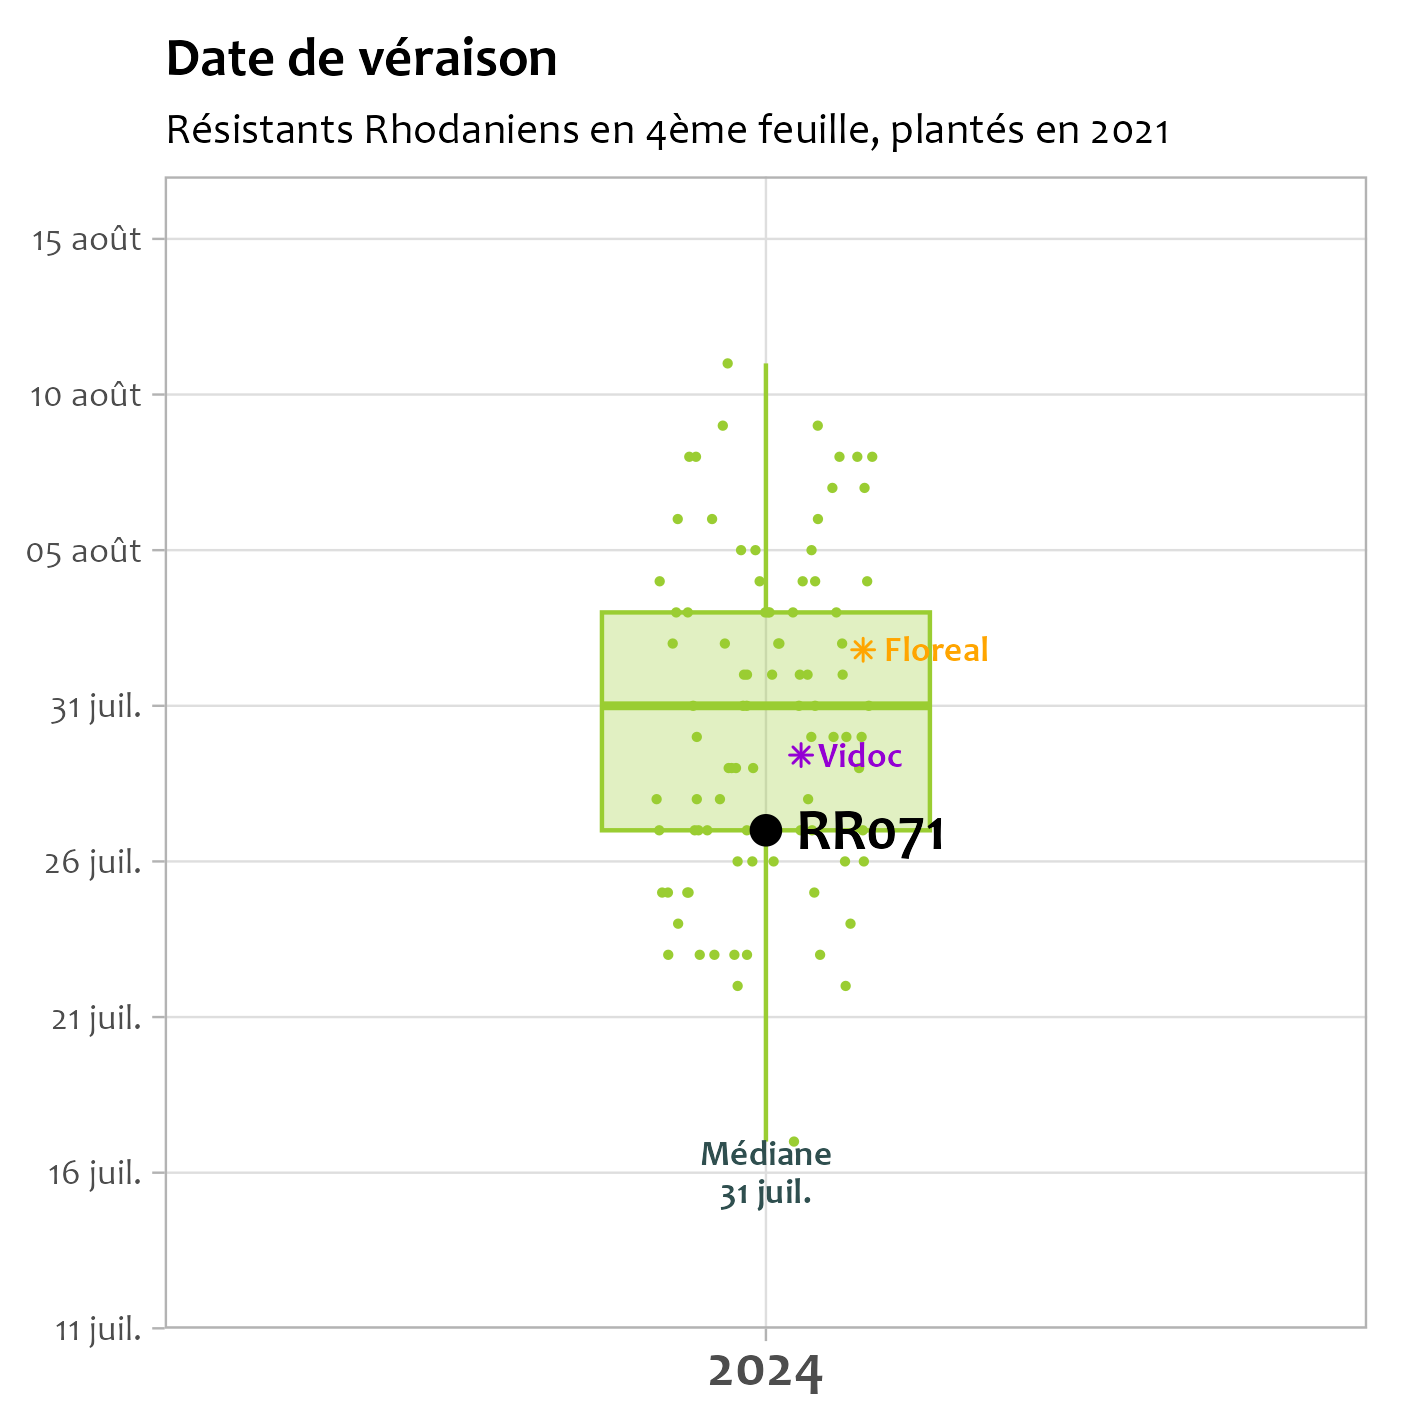 Date de véraison
Résistants Rhodaniens en 4ème feuille, plantés en 2021
15 août
10 août
05 août
31 juil.
26 juil.
21 juil.
16 juil.
11 juil.
Floreal
Vidoc
RR071
Médiane
31 juil.
2024